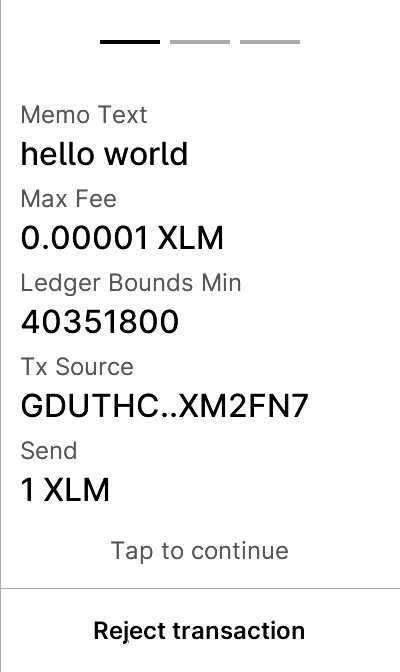 Memo Text
hello world
Max Fee
0.00001 XLM
Ledger Bounds Min
40351800
Tx Source
GDUTHC..XM2FN7
Send
1 XLM
Tap to continue
Reject transaction